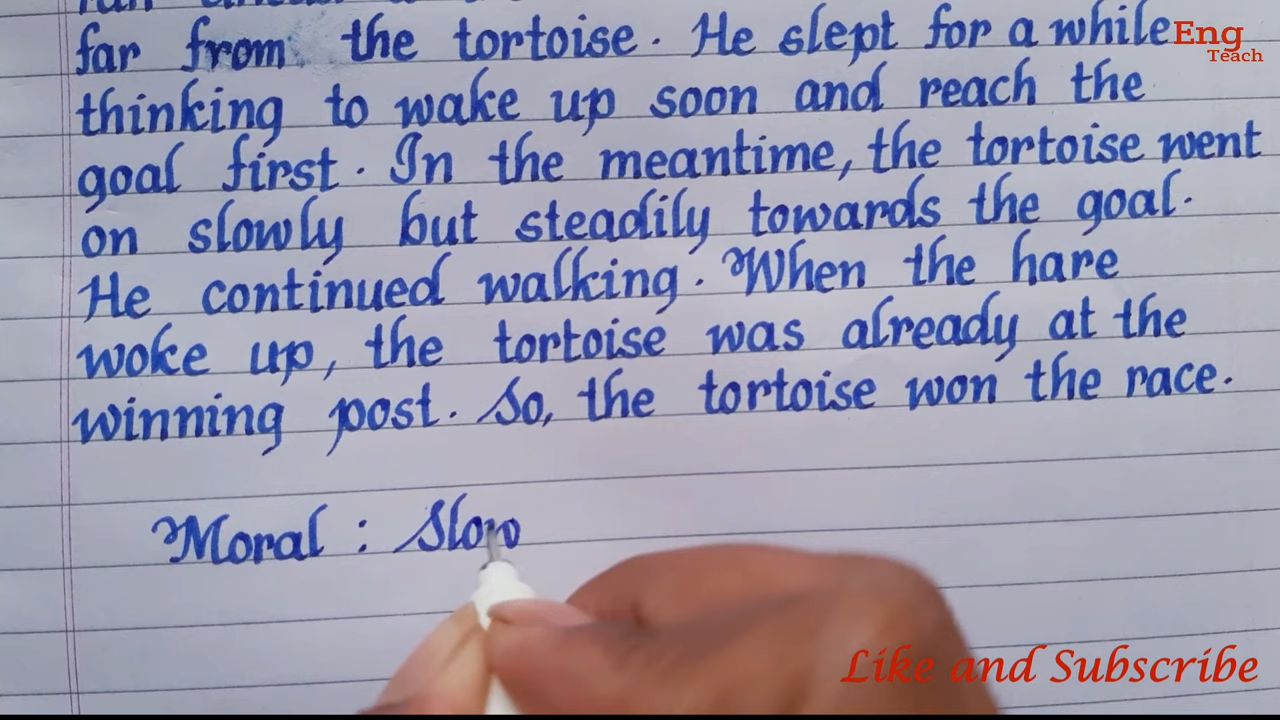 far from the tortoise. He slept for a while
Eng
Teach
thinking to wake up soon and reach the
goal first. In the meantime, the tortoise went
on slowly but steadily towards the goal.
He continued walking. When the hare
woke up, the tortoise was already at the
winning post. So, the tortoise won the race.
Moral : Slow
Like and Subscribe